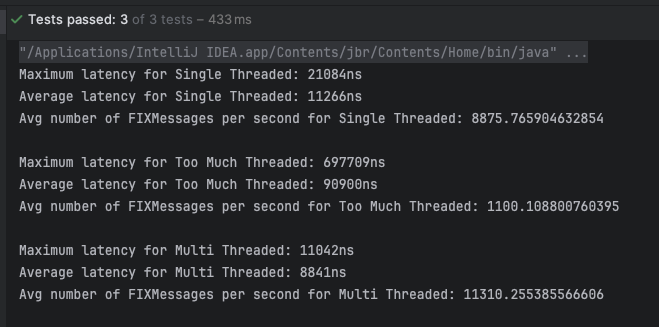 Tests passed: 3 of 3 tests – 433 ms
"/Applications/IntelliJ IDEA.app/Contents/jbr/Contents/Home/bin/java" ...
Maximum latency for Single Threaded: 21084ns
Average latency for Single Threaded: 11266ns
Avg number of FIXMessages per second for Single Threaded: 8875.765904632854
Maximum latency for Too Much Threaded: 697709ns
Average latency for Too Much Threaded: 90900ns
Avg number of FIXMessages per second for Too Much Threaded: 1100.108800760395
Maximum latency for Multi Threaded: 11042ns
Average latency for Multi Threaded: 8841ns
Avg number of FIXMessages per second for Multi Threaded: 11310.255385566606